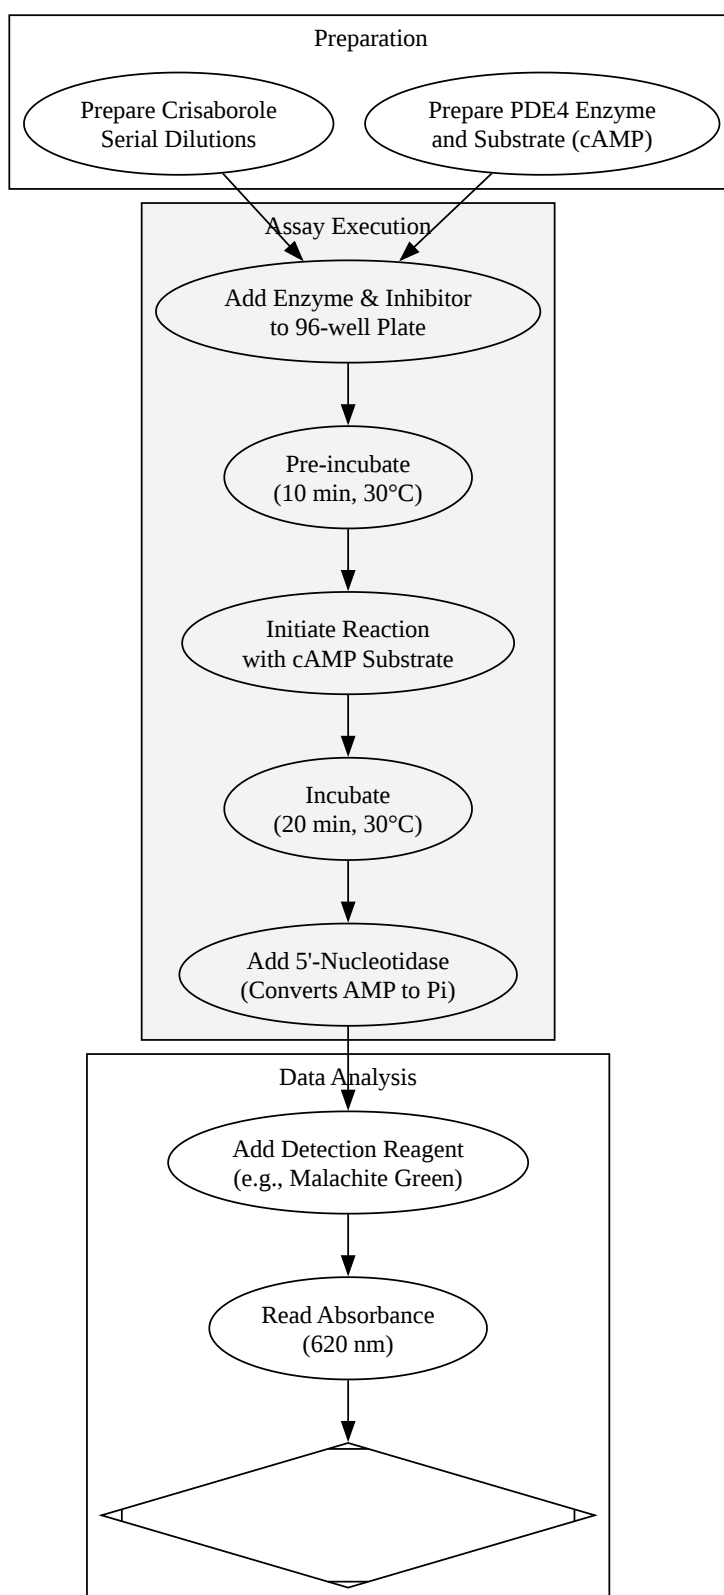 Preparation
Prepare Crisaborole
Serial Dilutions
Prepare PDE4 Enzyme
and Substrate (cAMP)
Assay Execution
Add Enzyme & Inhibitor
to 96-well Plate
Pre-incubate
(10 min, 30°C)
Initiate Reaction
with cAMP Substrate
Incubate
(20 min, 30°C)
Add 5'-Nucleotidase
(Converts AMP to Pi)
Data Analysis
Add Detection Reagent
(e.g., Malachite Green)
Read Absorbance
(620 nm)